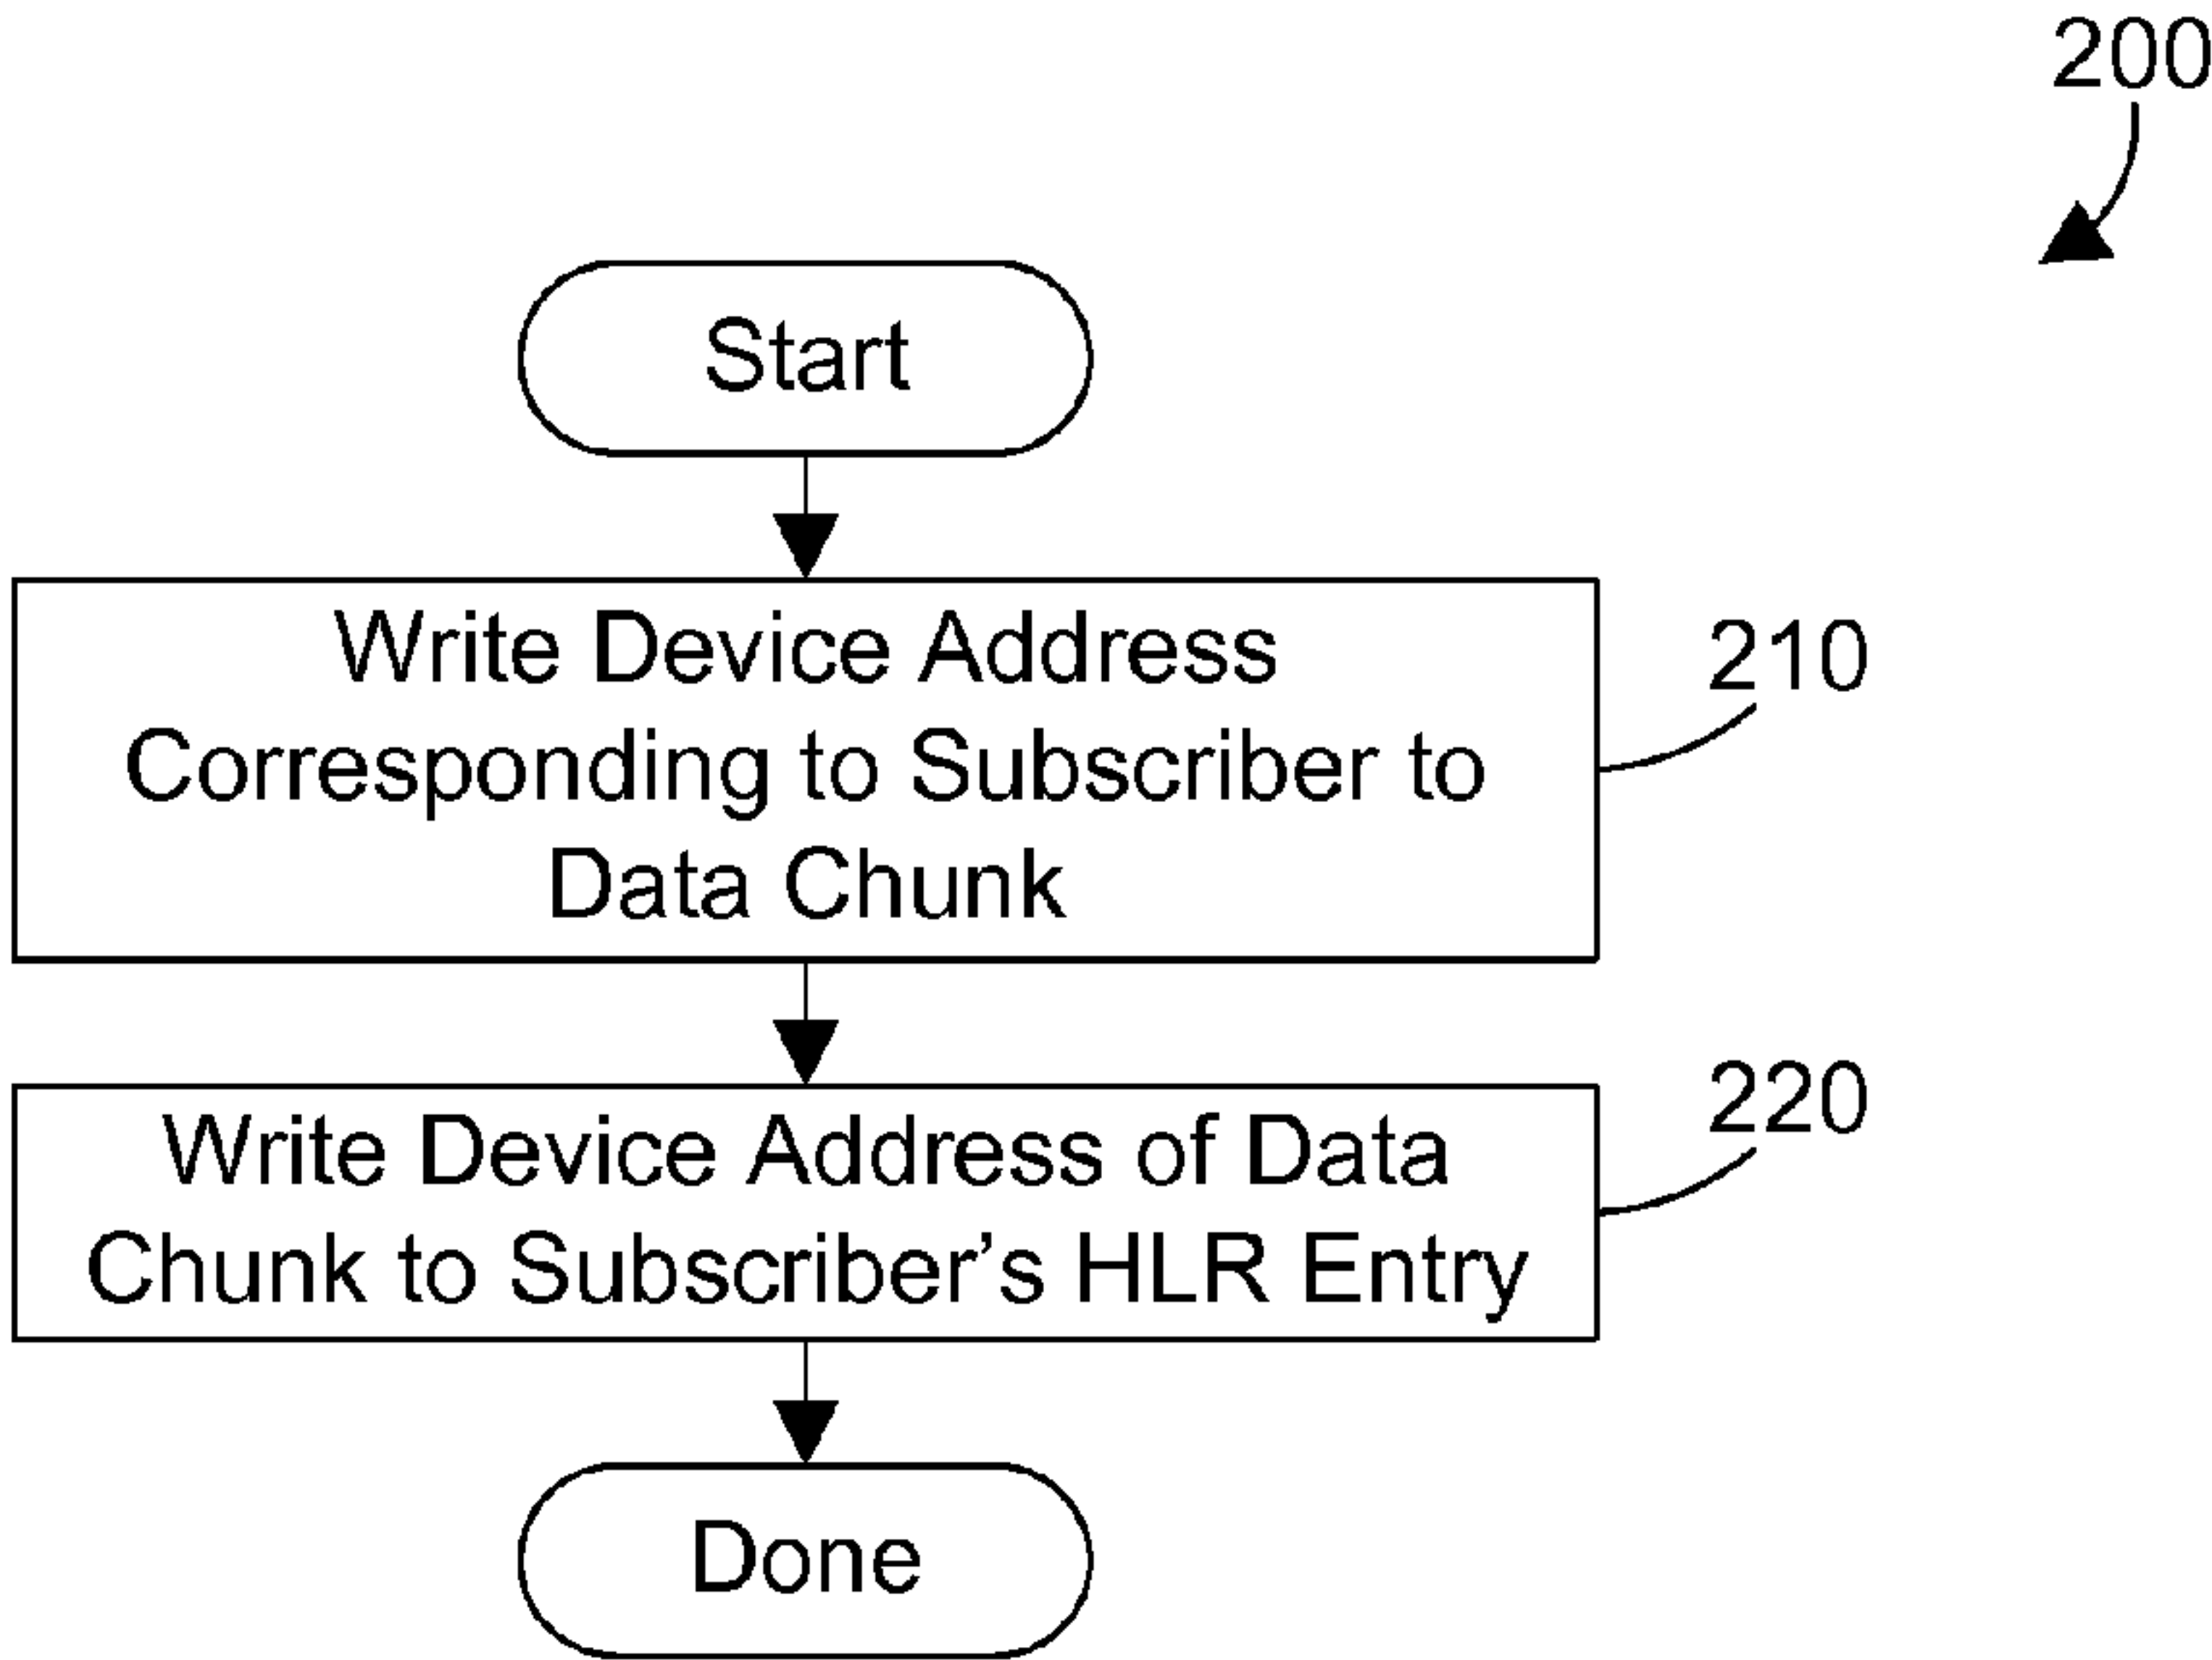 200
Start
Write Device Address
Corresponding to Subscriber to
Data Chunk
210
Write Device Address of Data
Chunk to Subscriber’s HLR Entry
220
Done